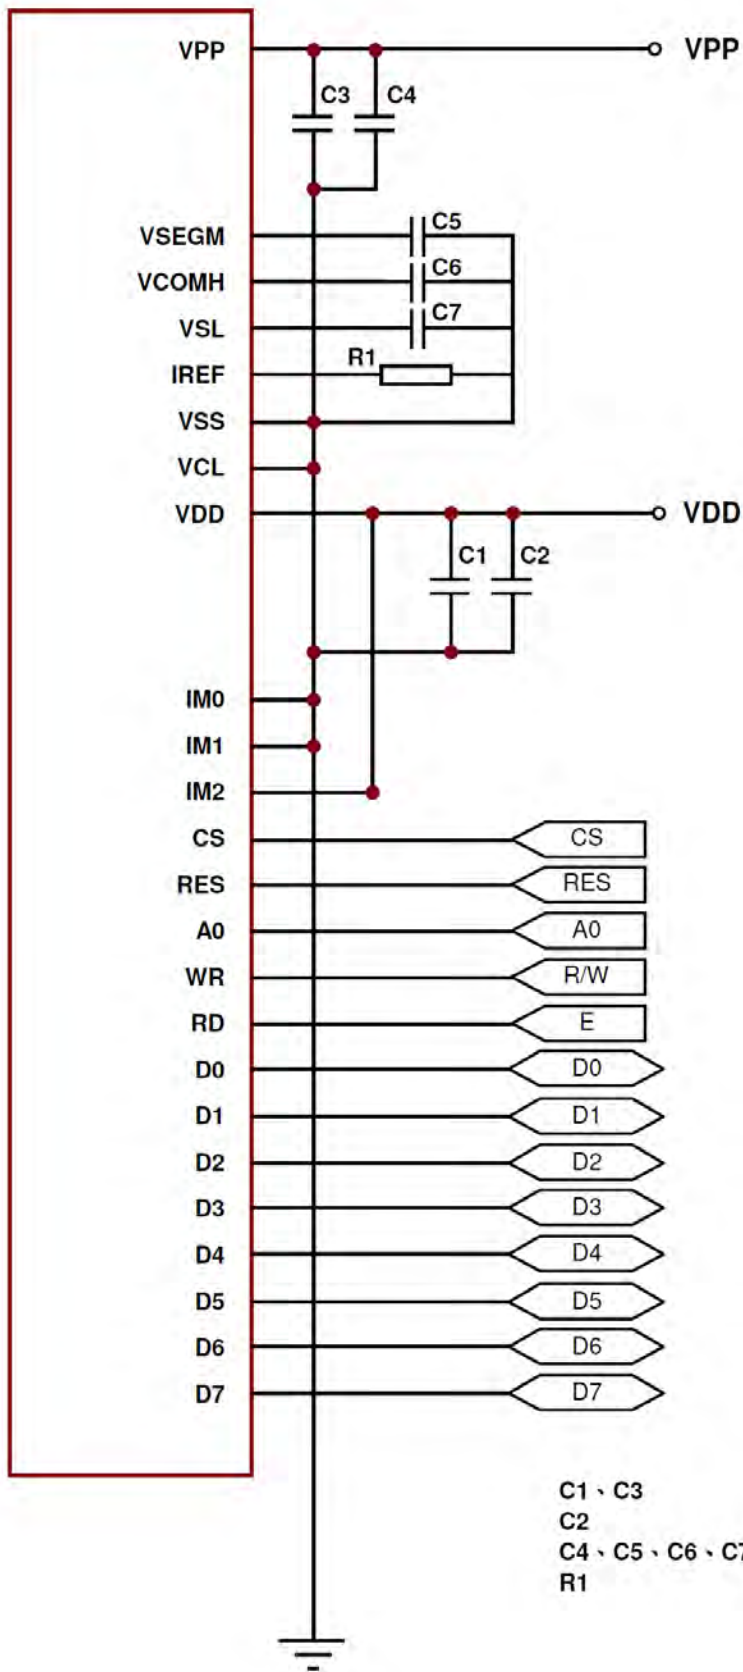 VPP VPP
C3 C4
VSEGM C5
VCOMH C6
VSL C7
IREF R1
VSS
VCL
VDD VDD
C1 C2
IM0
IM1
IM2
CS CS
RES RES
A0 A0
WR R/W
RD E
D0 D0
D1 D1
D2 D2
D3 D3
D4 D4
D5 D5
D6 D6
D7 D7
C1、C3
C2
C4、C5、C6、C7
R1